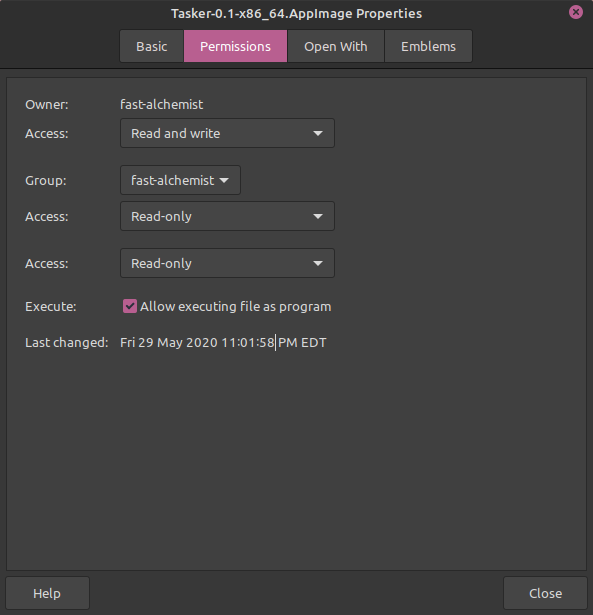 Tasker-0.1-x86_64.AppImage Properties
Basic Permissions Open With Emblems
Owner: fast-alchemist
Access: Read and write
Group: fast-alchemist
Access: Read-only
Access: Read-only
Execute: Allow executing file as program
Last changed: Fri 29 May 2020 11:01:58 PM EDT
Help Close